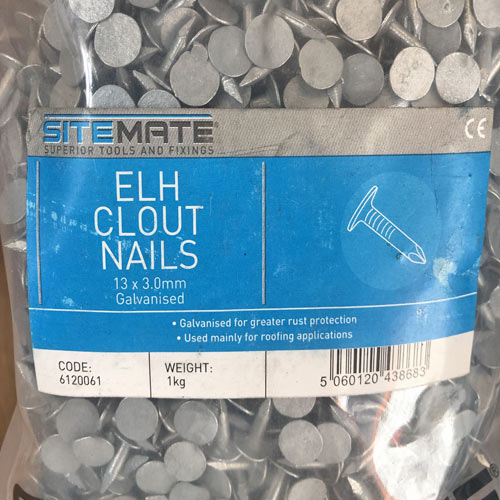 SITEMATE
SUPERIOR TOOLS AND FIXINGS
CE
ELH
CLOUT
NAILS
13 x 3.0mm
Galvanised
• Galvanised for greater rust protection
• Used mainly for roofing applications
CODE:
6120061
WEIGHT:
1kg
5 060120 438683